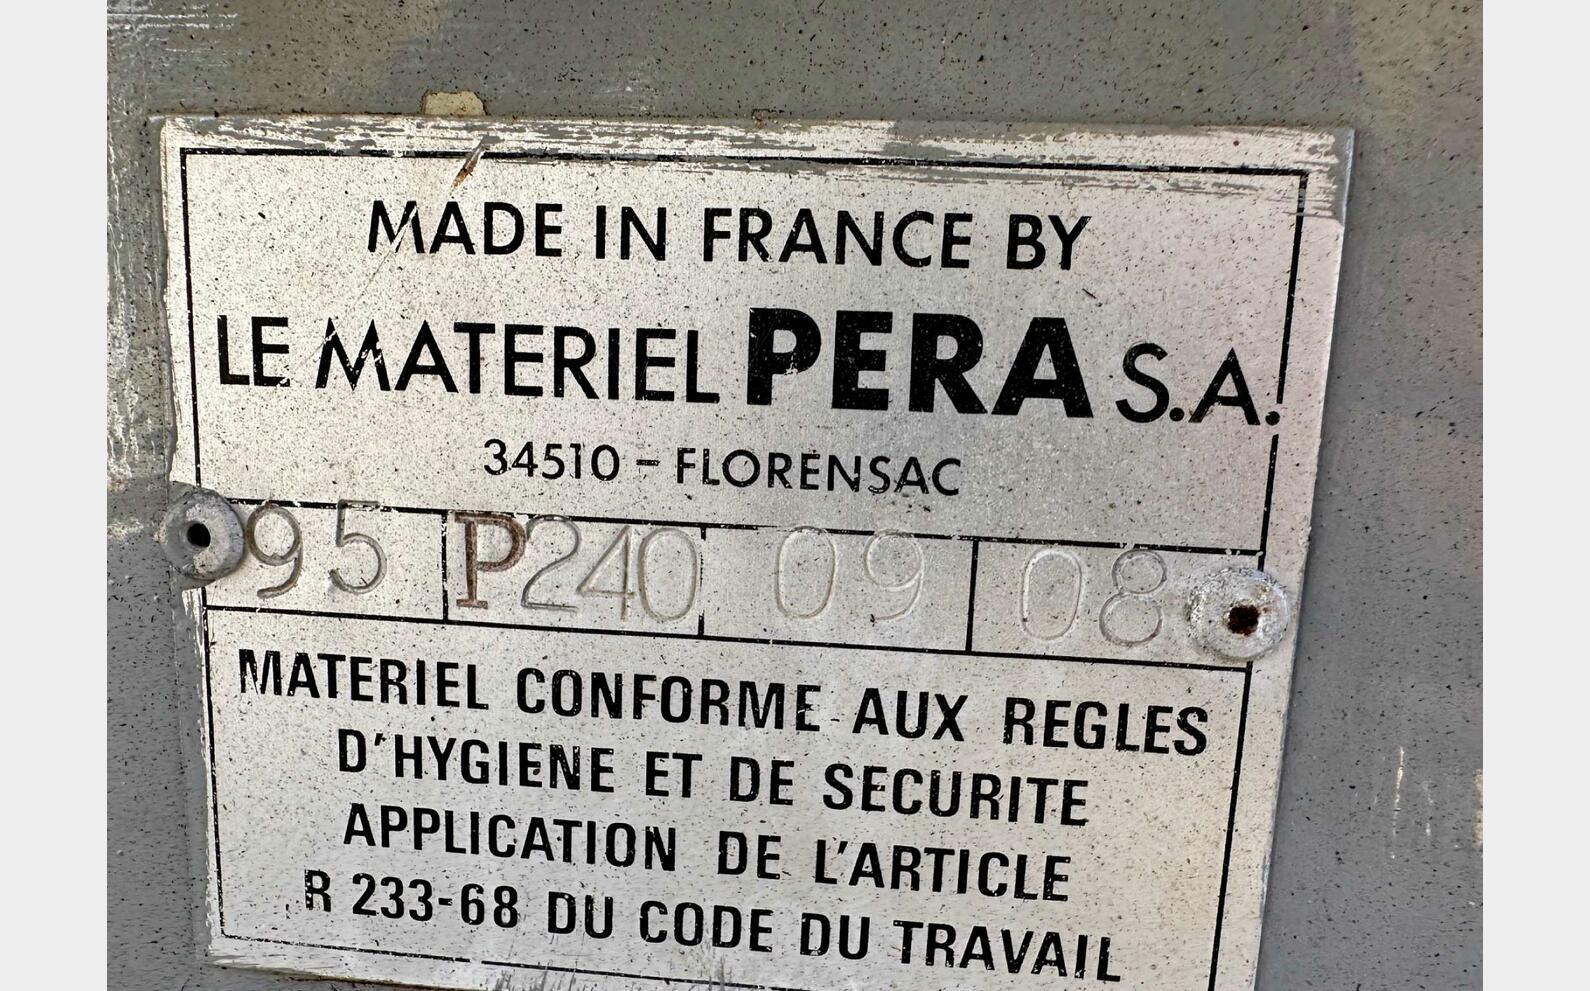 MADE IN FRANCE BY
LE MATERIEL PERA S.A.
34510 - FLORENSAC
95 P240 09 08
MATERIEL CONFORME AUX REGLES
D'HYGIENE ET DE SECURITE
APPLICATION DE L'ARTICLE
R 233-68 DU CODE DU TRAVAIL